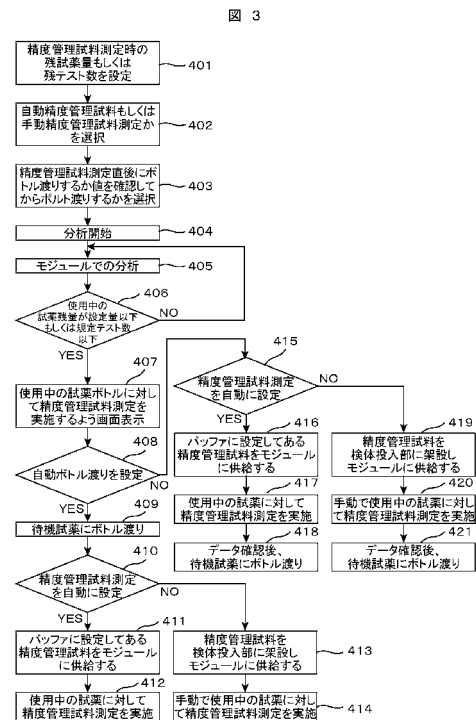 図 3
精度管理試料測定時の
残試薬量もしくは
残テスト数を設定
401
自動精度管理試料もしくは
手動精度管理試料測定か
を選択
402
精度管理試料測定直後にボ
トル渡りするか値を確認して
からボルト渡りするかを選択
403
分析開始
404
モジュールでの分析
405
406
使用中の
試薬残量が設定量以下
もしくは規定テスト数
以下
NO
YES
407
使用中の試薬ボトルに対し
て精度管理試料測定を
実施するよう画面表示
408
自動ボトル渡りを設定
NO
YES
409
待機試薬にボトル渡り
410
精度管理試料測定
を自動に設定
NO
YES
411
バッファに設定してある
精度管理試料をモジュール
に供給する
412
使用中の試薬に対して
精度管理試料測定を実施
精度管理試料を
検体投入部に架設し
モジュールに供給する
413
手動で使用中の試薬に対し
て精度管理試料測定を実施
414
415
精度管理試料測定
を自動に設定
NO
YES
416
バッファに設定してある
精度管理試料をモジュール
に供給する
417
使用中の試薬に対して
精度管理試料測定を実施
418
データ確認後、
待機試薬にボトル渡り
419
精度管理試料を
検体投入部に架設し
モジュールに供給する
420
手動で使用中の試薬に対し
て精度管理試料測定を実施
421
データ確認後、
待機試薬にボトル渡り